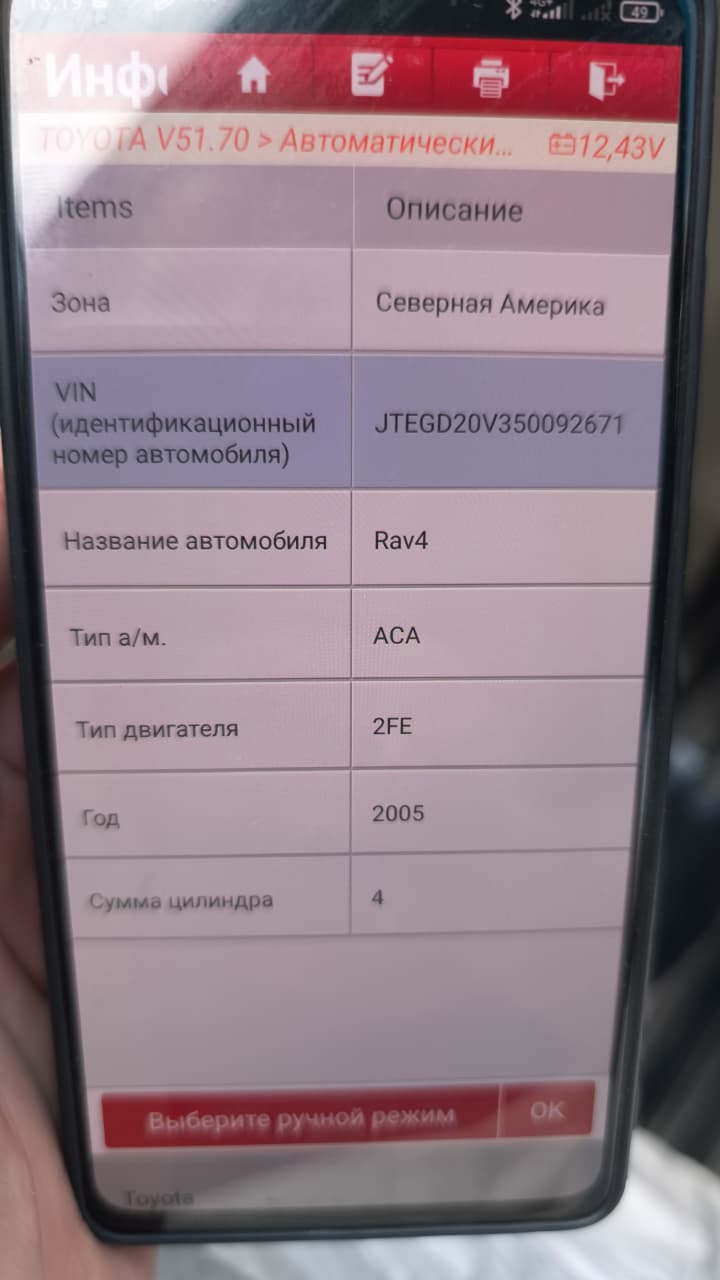 Инфо
TOYOTA V51.70 > Автоматически... 12,43V
Items Описание
Зона Северная Америка
VIN
(идентификационный
номер автомобиля)
JTEGD20V350092671
Название автомобиля Rav4
Тип а/м. ACA
Тип двигателя 2FE
Год 2005
Сумма цилиндра 4
Выберите ручной режим OK
Toyota